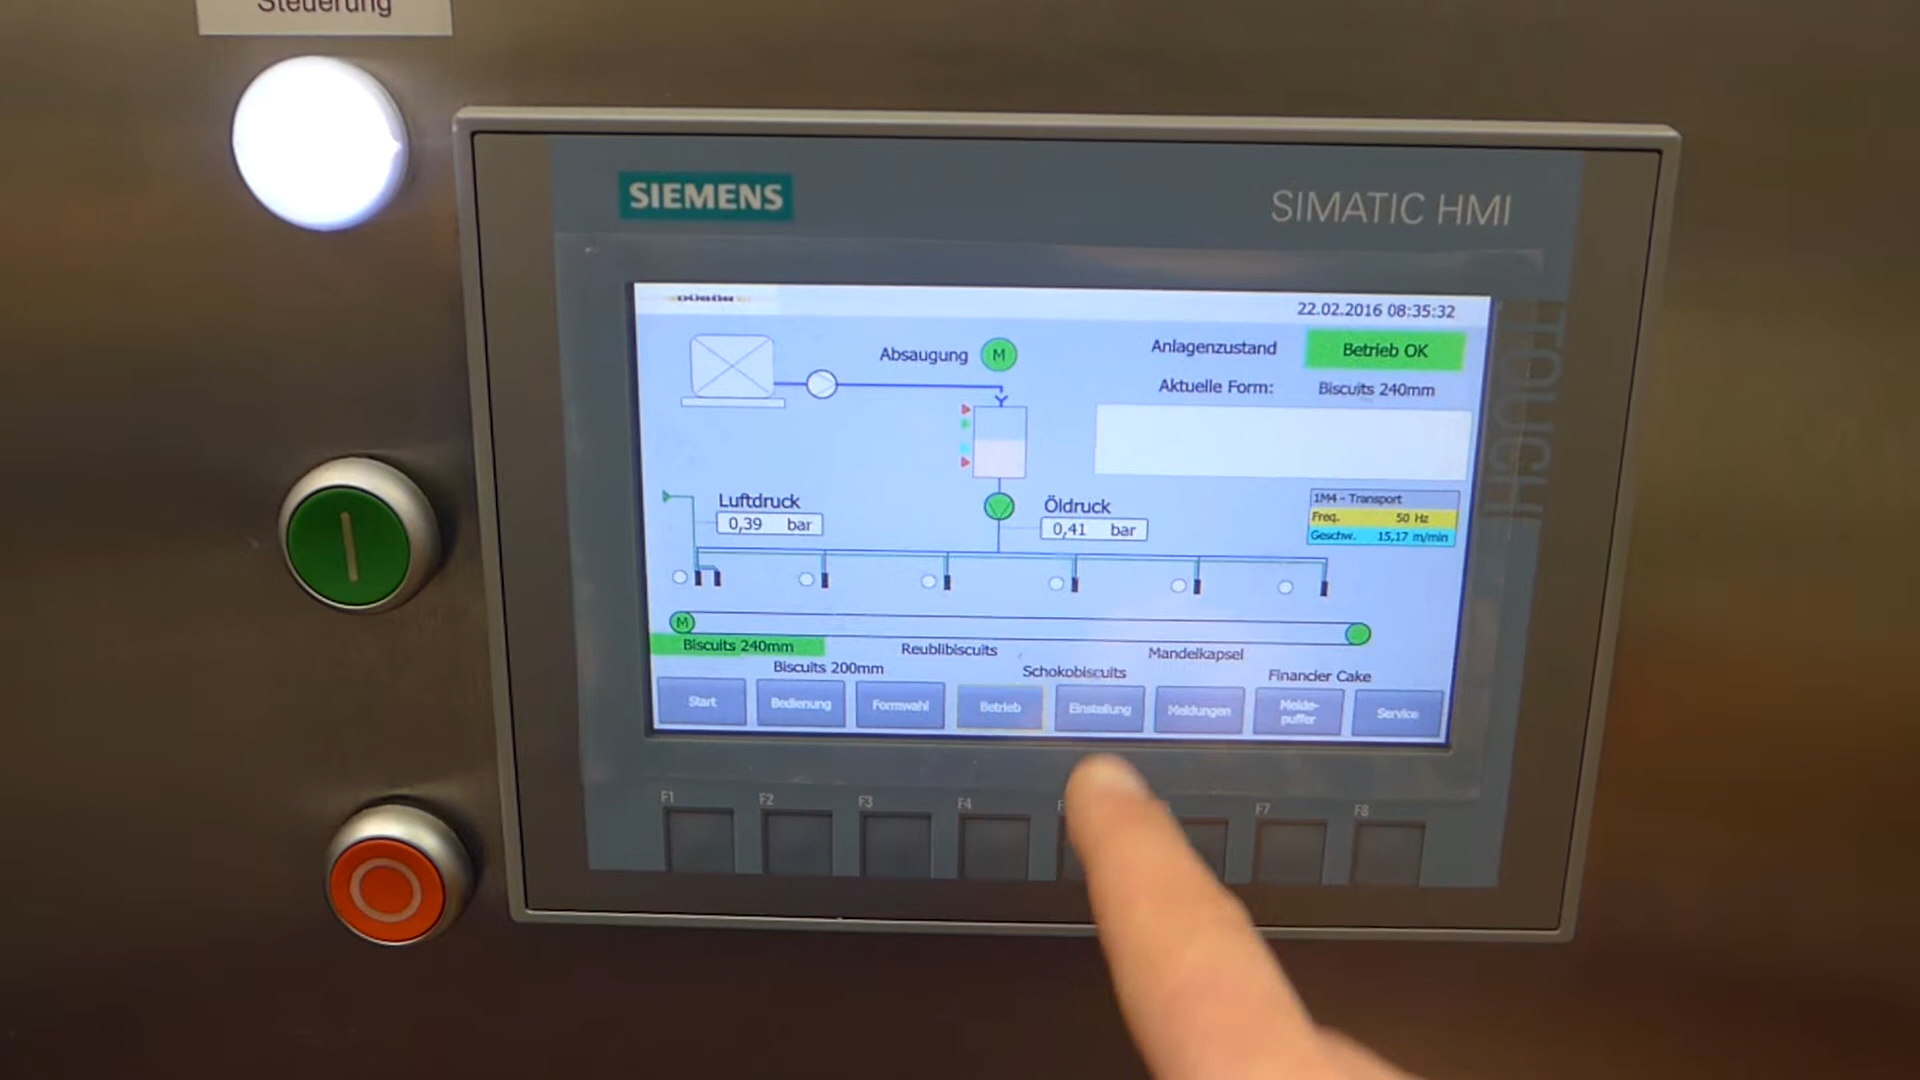 Steuerung
SIEMENS
SIMATIC HMI
TOUCH
22.02.2016 08:35:32
Absaugung
M
Anlagenzustand
Betrieb OK
Aktuelle Form:
Biscuits 240mm
Luftdruck
0,39 bar
Öldruck
0,41 bar
1M4 - Transport
Freq. 50 Hz
Geschw. 15,17 m/min
M
Biscuits 240mm
Reublibiscuits
Mandelkapsel
Biscuits 200mm
Schokobiscuits
Financier Cake
Start
Bedienung
Formwahl
Betrieb
Einstellung
Meldungen
Melde-
puffer
Service
F1
F2
F3
F4
F7
F8